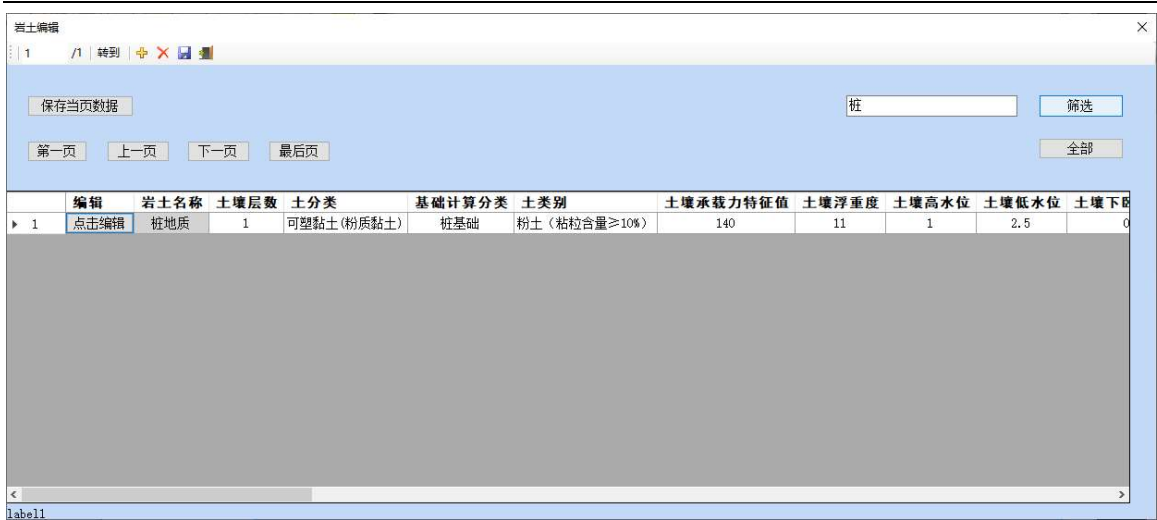 岩土编辑
1 /1 转到
保存当页数据 桩 筛选
第一页 上一页 下一页 最后页 全部
编辑 岩土名称 土壤层数 土分类 基础计算分类 土类别 土壤承载力特征值 土壤浮重度 土壤高水位 土壤低水位 土壤下
1 点击编辑 桩地质 1 可塑黏土(粉质黏土) 桩基础 粉土（粘粒含量≥10%） 140 11 1 2.5 0
label1